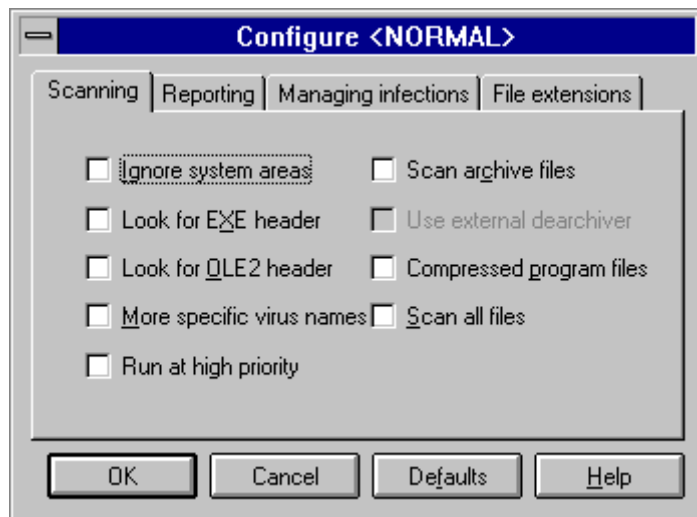 Configure <NORMAL>
Scanning Reporting Managing infections File extensions
Ignore system areas Scan archive files
Look for EXE header Use external dearchiver
Look for OLE2 header Compressed program files
More specific virus names Scan all files
Run at high priority
OK Cancel Defaults Help